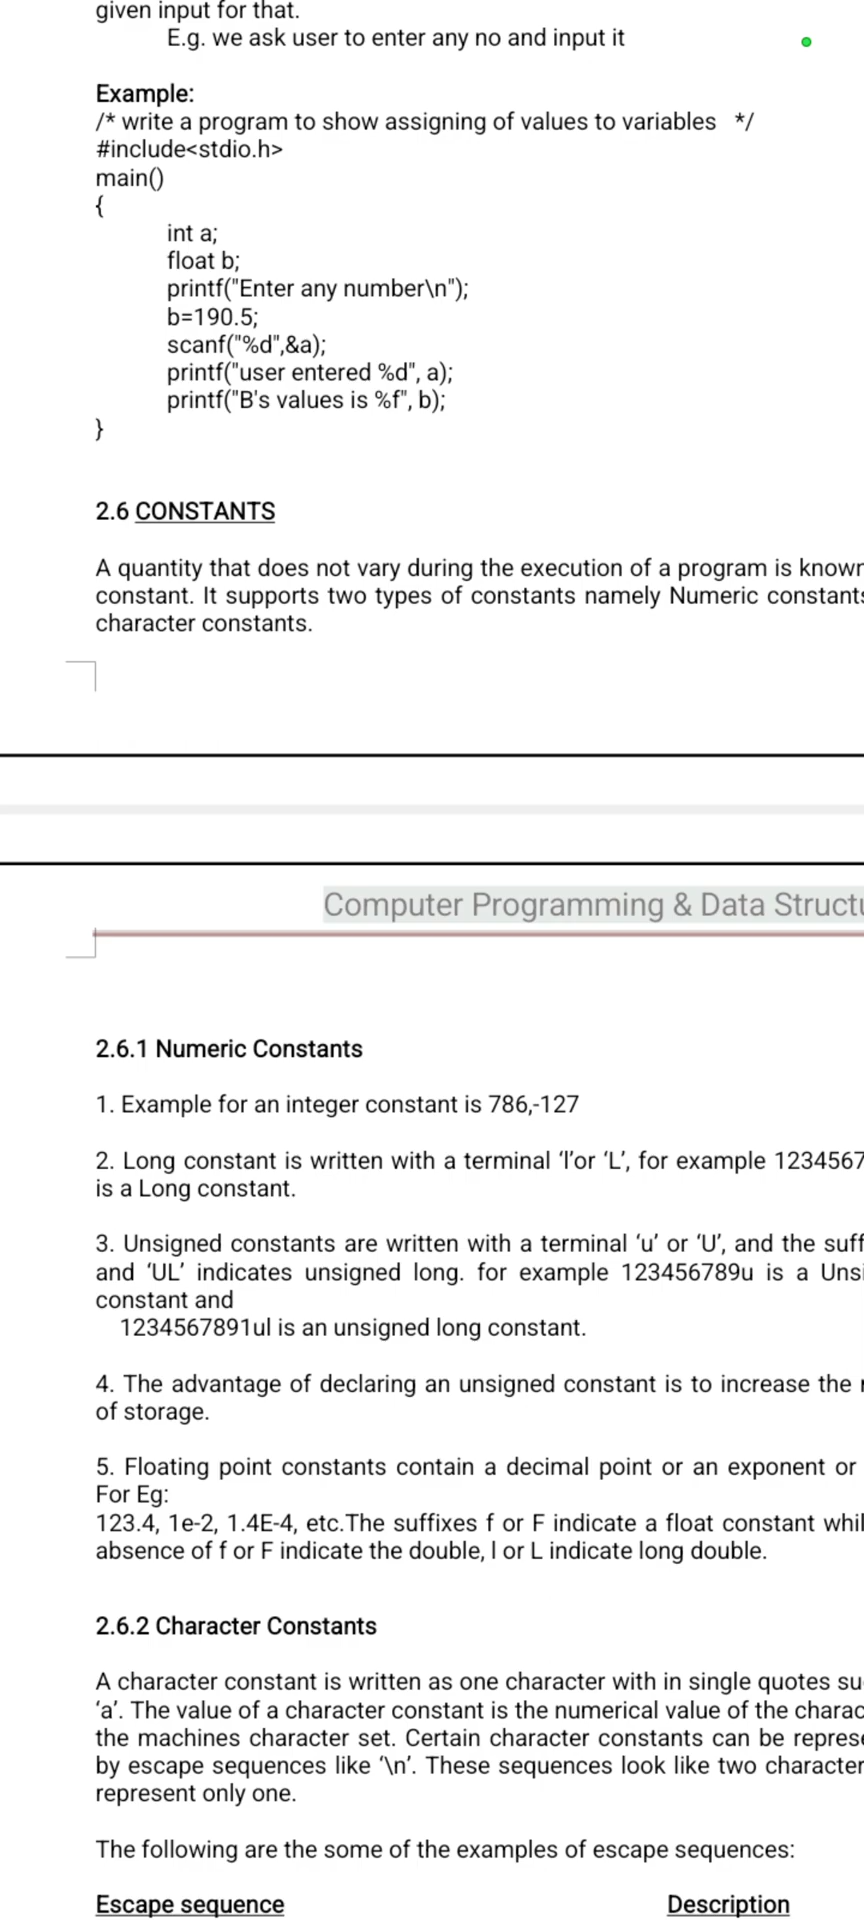 given input for that.
E.g. we ask user to enter any no and input it
Example:
/* write a program to show assigning of values to variables */
#include<stdio.h>
main()
{
int a;
float b;
printf("Enter any number\n");
b=190.5;
scanf("%d",&a);
printf("user entered %d", a);
printf("B's values is %f", b);
}
2.6 CONSTANTS
A quantity that does not vary during the execution of a program is known
constant. It supports two types of constants namely Numeric constants
character constants.
Computer Programming & Data Structu
2.6.1 Numeric Constants
1. Example for an integer constant is 786,-127
2. Long constant is written with a terminal ‘l’or ‘L’, for example 1234567
is a Long constant.
3. Unsigned constants are written with a terminal ‘u’ or ‘U’, and the suff
and ‘UL’ indicates unsigned long. for example 123456789u is a Unsi
constant and
1234567891ul is an unsigned long constant.
4. The advantage of declaring an unsigned constant is to increase the
of storage.
5. Floating point constants contain a decimal point or an exponent or
For Eg:
123.4, 1e-2, 1.4E-4, etc.The suffixes f or F indicate a float constant whil
absence of f or F indicate the double, l or L indicate long double.
2.6.2 Character Constants
A character constant is written as one character with in single quotes su
‘a’. The value of a character constant is the numerical value of the charac
the machines character set. Certain character constants can be represe
by escape sequences like ‘\n’. These sequences look like two character
represent only one.
The following are the some of the examples of escape sequences:
Escape sequence Description